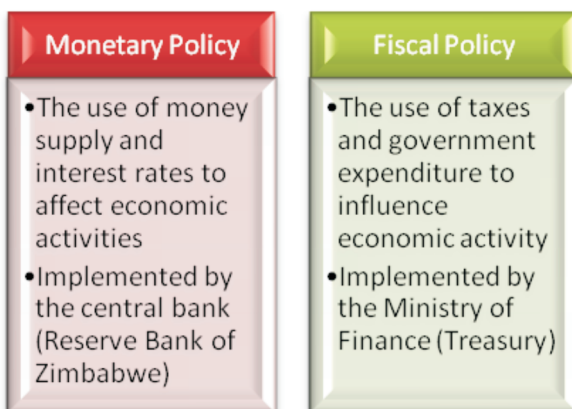 Monetary Policy
•The use of money
supply and
interest rates to
affect economic
activities
•Implemented by
the central bank
(Reserve Bank of
Zimbabwe)
Fiscal Policy
•The use of taxes
and government
expenditure to
influence
economic activity
•Implemented by
the Ministry of
Finance (Treasury)